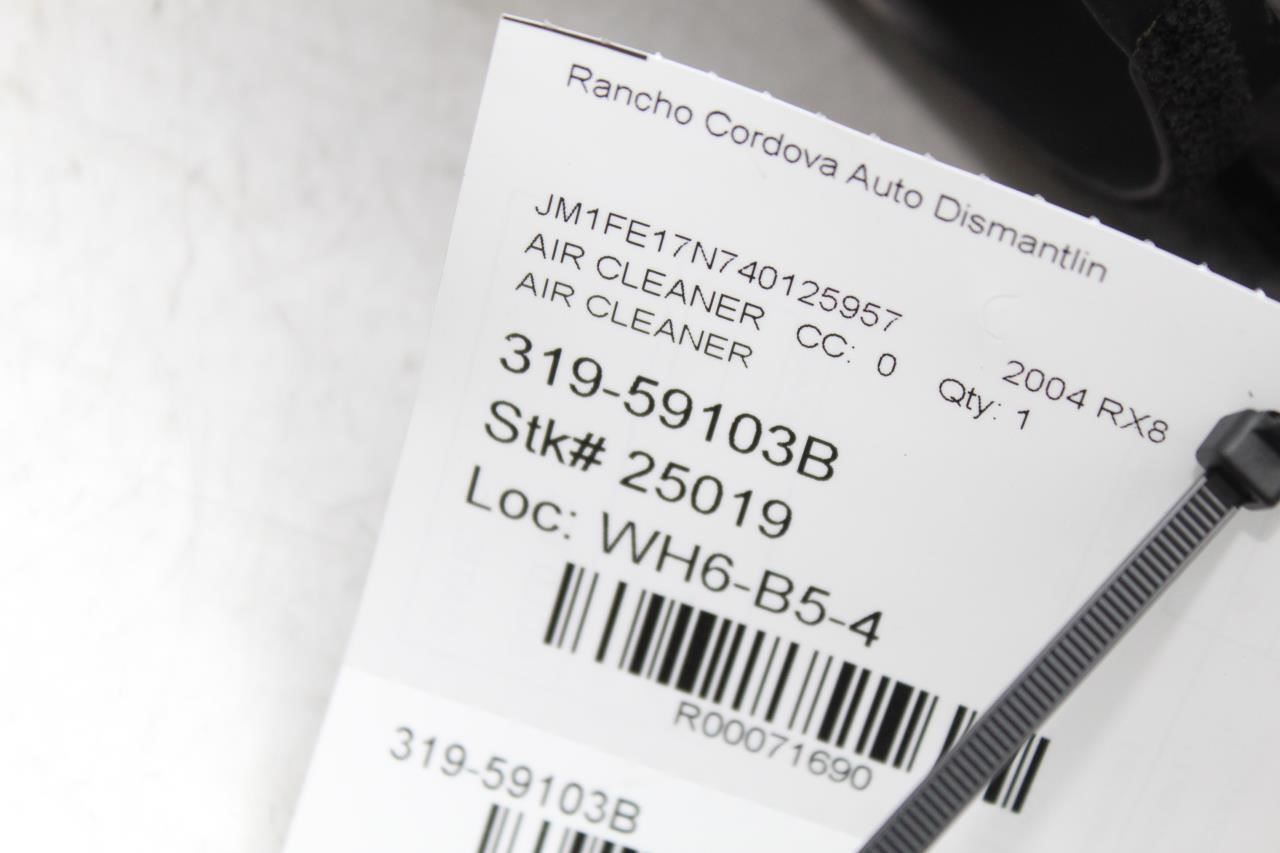 Rancho Cordova Auto Dismantlin
JM1FE17N740125957 2004 RX8
AIR CLEANER CC: 0 Qty: 1
AIR CLEANER
319-59103B
Stk# 25019
Loc: WH6-B5-4
R00071690
319-59103B